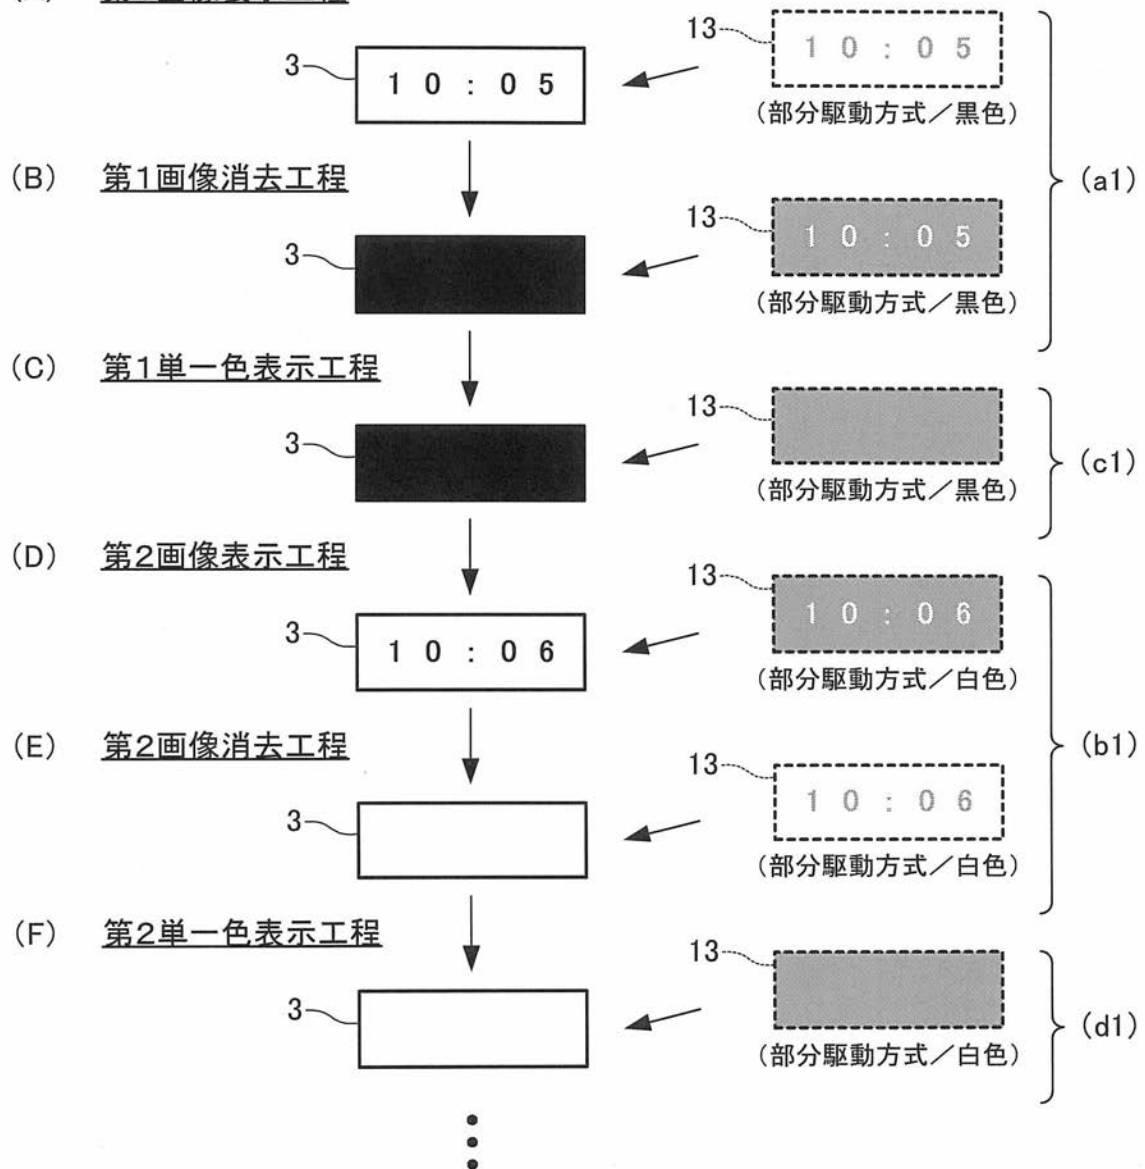 13
3
1 0 : 0 5
1 0 : 0 5
(部分駆動方式／黒色)
(B) 第1画像消去工程
(a1)
13
3
1 0 : 0 5
(部分駆動方式／黒色)
(C) 第1単一色表示工程
13
3
(c1)
(部分駆動方式／黒色)
(D) 第2画像表示工程
13
3
1 0 : 0 6
1 0 : 0 6
(部分駆動方式／白色)
(E) 第2画像消去工程
(b1)
13
3
1 0 : 0 6
(部分駆動方式／白色)
(F) 第2単一色表示工程
13
3
(d1)
(部分駆動方式／白色)